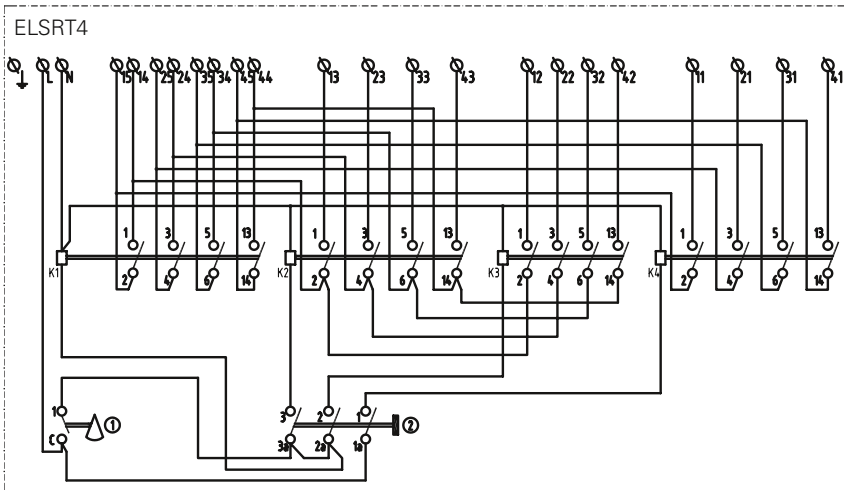 ELSRT4
L N 15 14 25 24 35 34 45 44 13 23 33 43 12 22 32 42 11 21 31 41
1 3 5 13 1 3 5 13 1 3 5 13 1 3 5 13
K1 K2 K3 K4
2 4 6 14 2 4 6 14 2 4 6 14 2 4 6 14
1 ① 3 2 1 ②
C 3a 2a 1a